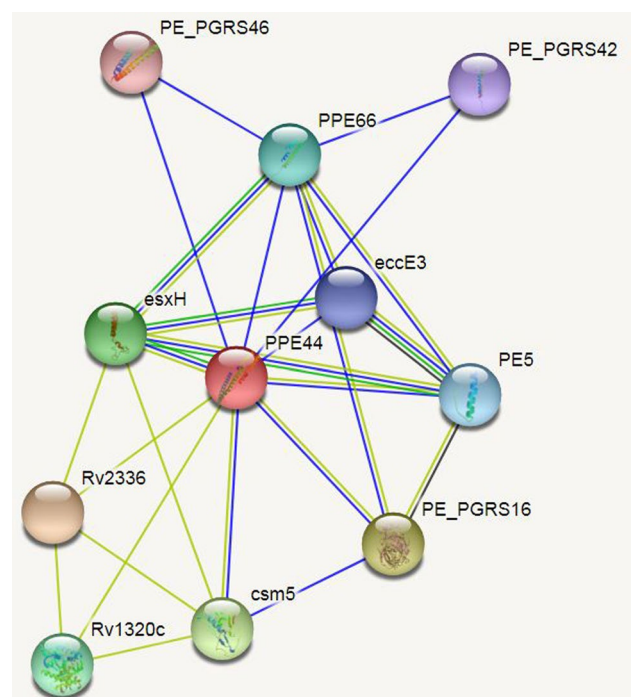 PE_PGRS46
PE_PGRS42
PPE66
eccE3
esxH
PPE44
PE5
Rv2336
PE_PGRS16
csm5
Rv1320c